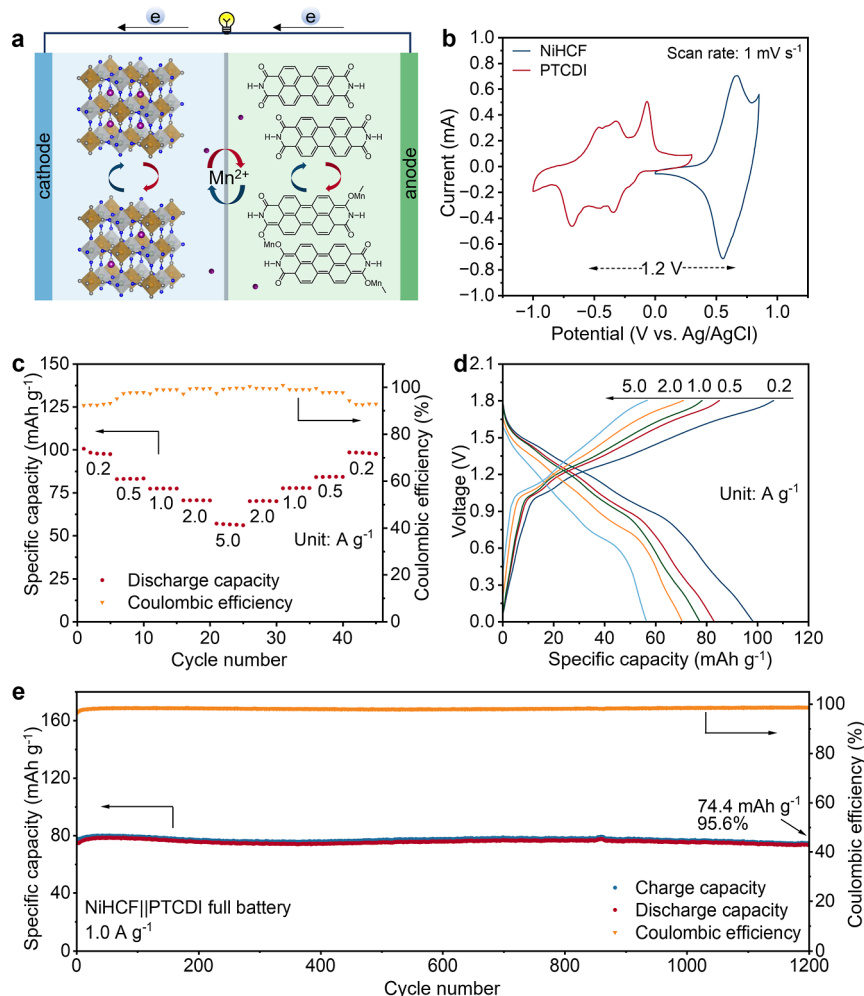 a
e
e
cathode
Mn²⁺
anode
O
O
H-N
N-H
O
O
O
O
H-N
N-H
O
O
O
OMn
H-N
N-H
O
O
MnO
O
H-N
N-H
O
OMn
b
NiHCF
PTCDI
Scan rate: 1 mV s⁻¹
1.0
0.8
0.6
0.4
0.2
0.0
−0.2
−0.4
−0.6
−0.8
−1.0
Current (mA)
1.2 V
−1.0
−0.5
0.0
0.5
1.0
Potential (V vs. Ag/AgCl)
c
150
125
100
75
50
25
0
Specific capacity (mAh g⁻¹)
0.2
0.5
1.0
2.0
5.0
2.0
1.0
0.5
0.2
Unit: A g⁻¹
Discharge capacity
Coulombic efficiency
100
80
60
40
20
0
Coulombic efficiency (%)
0
10
20
30
40
Cycle number
d
2.1
1.8
1.5
1.2
0.9
0.6
0.3
0.0
Voltage (V)
5.0
2.0
1.0
0.5
0.2
Unit: A g⁻¹
0
20
40
60
80
100
120
Specific capacity (mAh g⁻¹)
e
160
120
80
40
0
Specific capacity (mAh g⁻¹)
74.4 mAh g⁻¹
95.6%
NiHCF||PTCDI full battery
1.0 A g⁻¹
Charge capacity
Discharge capacity
Coulombic efficiency
100
80
60
40
20
0
Coulombic efficiency (%)
0
200
400
600
800
1000
1200
Cycle number